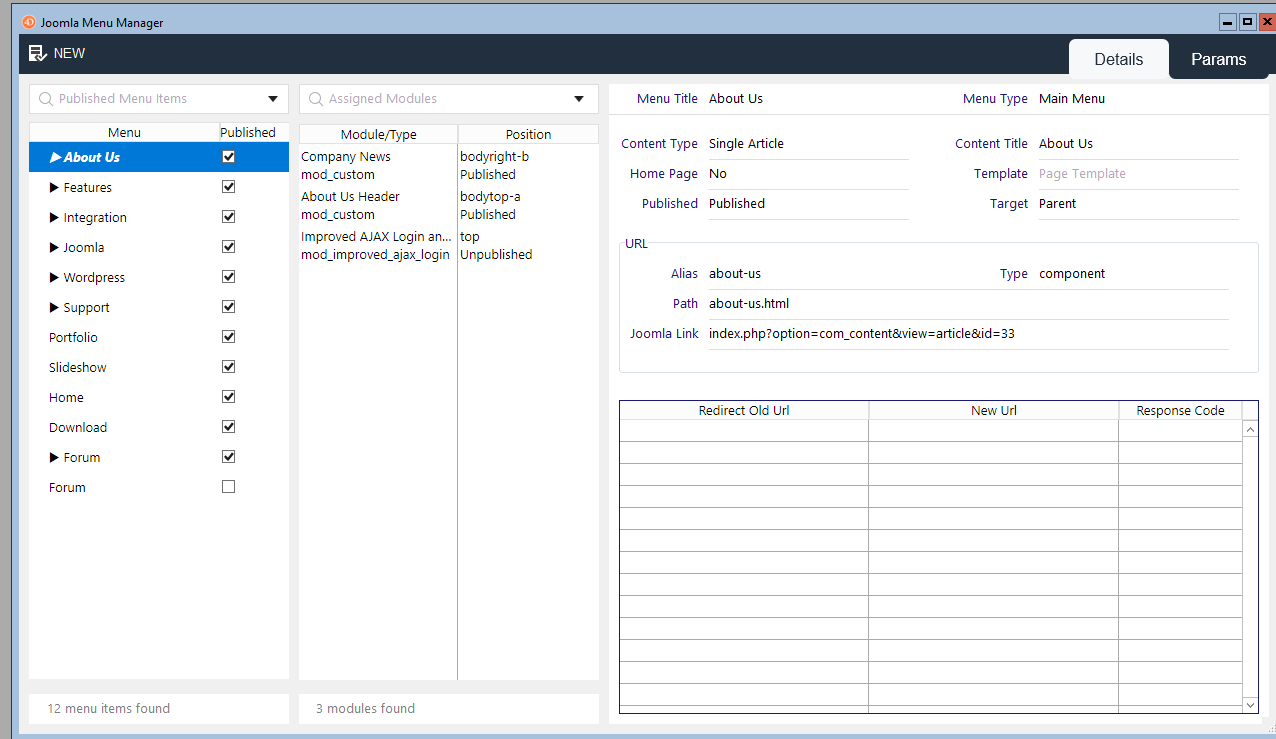 Joomla Menu Manager
NEW
Details
Params
Published Menu Items
Menu
Published
About Us
Features
Integration
Joomla
Wordpress
Support
Portfolio
Slideshow
Home
Download
Forum
Forum
12 menu items found
Assigned Modules
Module/Type
Position
Company News
bodyright-b
mod_custom
Published
About Us Header
bodytop-a
mod_custom
Published
Improved AJAX Login an...
top
mod_improved_ajax_login
Unpublished
3 modules found
Menu Title About Us
Menu Type Main Menu
Content Type Single Article
Content Title About Us
Home Page No
Template Page Template
Published Published
Target Parent
URL
Alias about-us
Type component
Path about-us.html
Joomla Link index.php?option=com_content&view=article&id=33
Redirect Old Url
New Url
Response Code